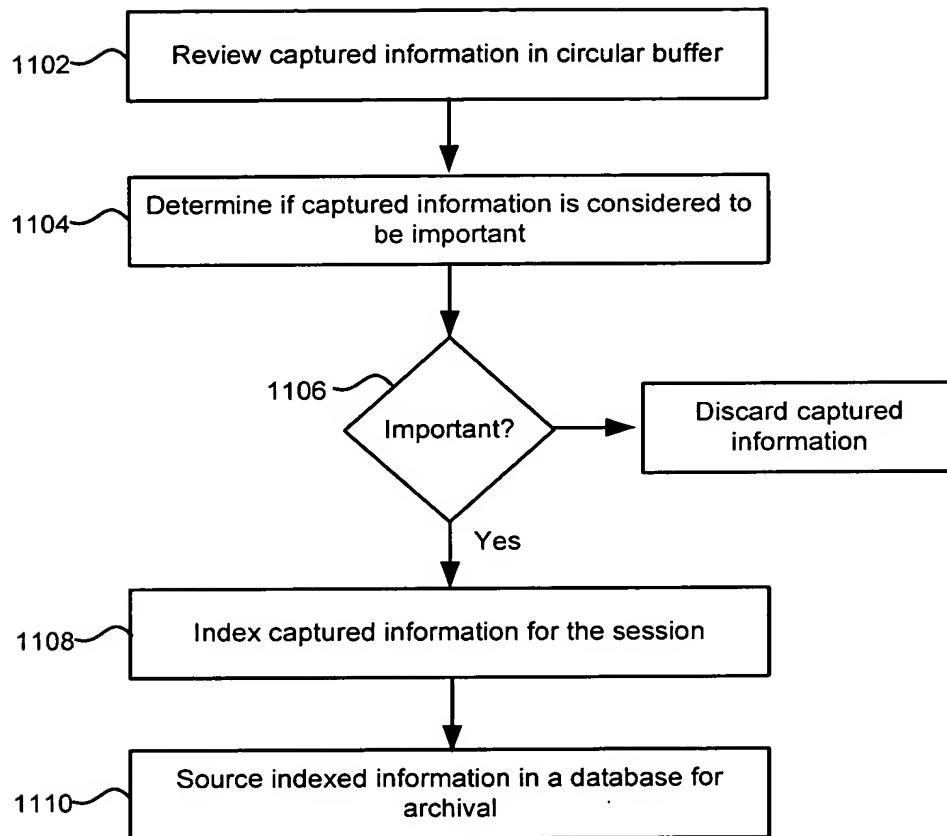 1102
Review captured information in circular buffer
1104
Determine if captured information is considered to
be important
1106
Important?
Discard captured
information
Yes
1108
Index captured information for the session
1110
Source indexed information in a database for
archival